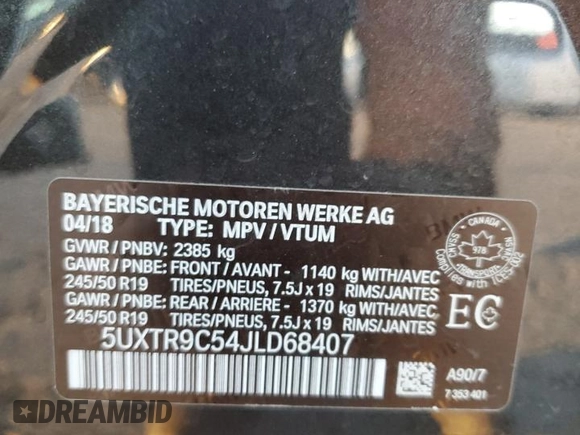 BAYERISCHE MOTOREN WERKE AG
04/18 TYPE: MPV / VTUM
GVWR / PNBV: 2385 kg
GAWR / PNBE: FRONT / AVANT - 1140 kg WITH/AVEC
245/50 R19 TIRES/PNEUS, 7.5J x 19 RIMS/JANTES
GAWR / PNBE: REAR / ARRIERE - 1370 kg WITH/AVEC
245/50 R19 TIRES/PNEUS, 7.5J x 19 RIMS/JANTES
5UXTR9C54JLD68407
CANADA
978
TRANSPORT
EC
A90/7
7 353 401
DREAMBID